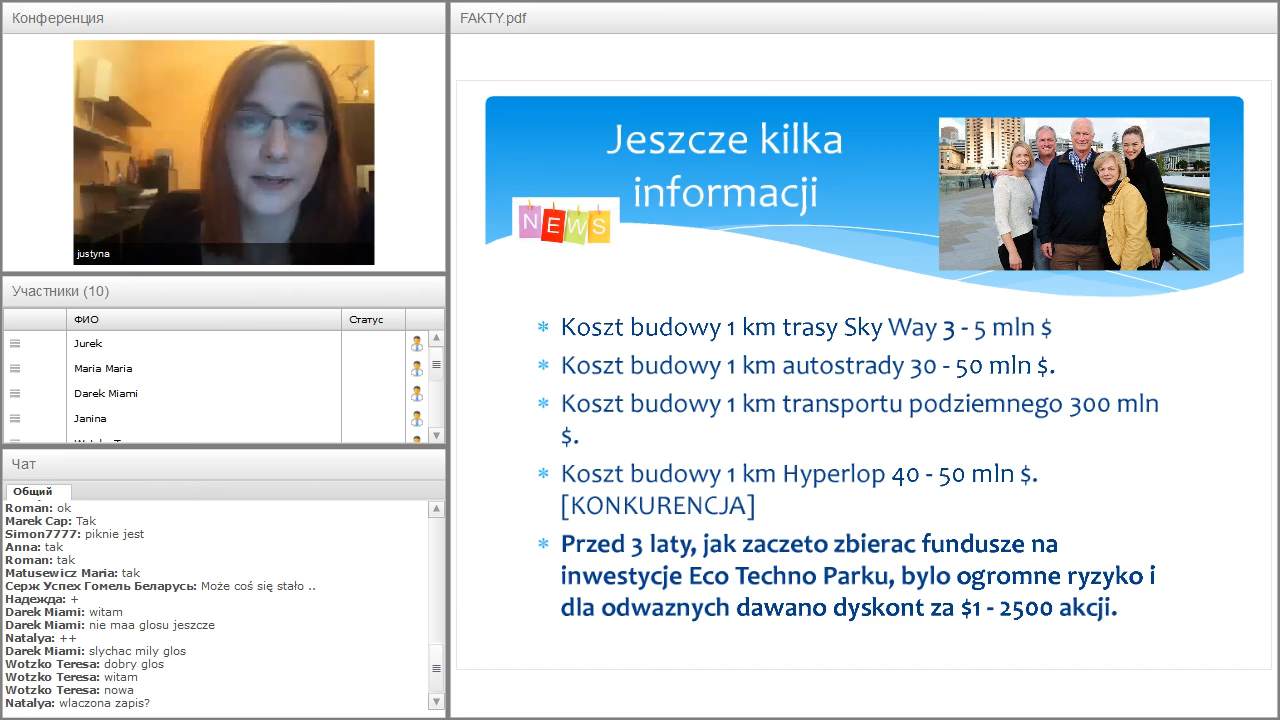 Конференция
justyna
Участники (10)
ФИО Статус
Jurek
Maria Maria
Darek Miami
Janina
Чат
Общий
Roman: ok
Marek Cap: Tak
Simon7777: piknie jest
Anna: tak
Roman: tak
Matusewicz Maria: tak
Серж Успех Гомель Беларусь: Może coś się stało ..
Надежда: +
Darek Miami: witam
Darek Miami: nie maa glosu jeszcze
Natalya: ++
Darek Miami: slychac mily glos
Wotzko Teresa: dobry glos
Wotzko Teresa: witam
Wotzko Teresa: nowa
Natalya: wlaczona zapis?
FAKTY.pdf
Jeszcze kilka
informacji
NEWS
* Koszt budowy 1 km trasy Sky Way 3 - 5 mln $
* Koszt budowy 1 km autostrady 30 - 50 mln $.
* Koszt budowy 1 km transportu podziemnego 300 mln
$.
* Koszt budowy 1 km Hyperlop 40 - 50 mln $.
[KONKURENCJA]
* Przed 3 laty, jak zaczeto zbierac fundusze na
inwestycje Eco Techno Parku, bylo ogromne ryzyko i
dla odwaznych dawano dyskont za $1 - 2500 akcji.